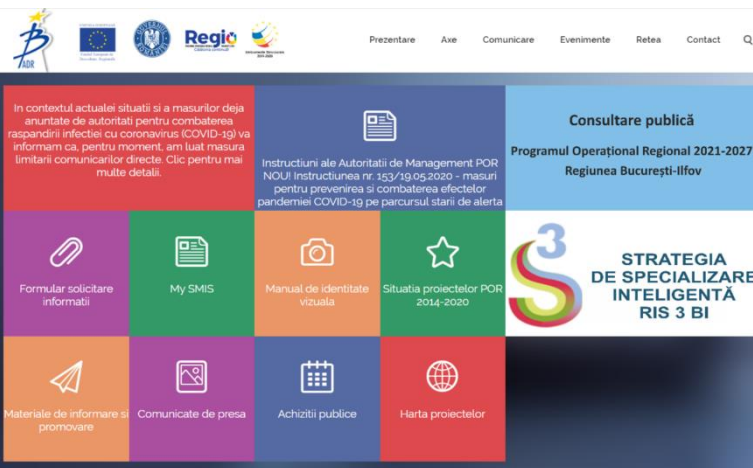 ADR
Regio
Prezentare Axe Comunicare Evenimente Retea Contact
In contextul actualei situatii si a masurilor deja
anuntate de autoritati pentru combaterea
raspandirii infectiei cu coronavirus (COVID-19) va
informam ca, pentru moment, am luat masura
limitarii comunicarilor directe. Clic pentru mai
multe detalii.
Instructiuni ale Autoritatii de Management POR
NOU! Instructiunea nr. 153/19.05.2020 - masuri
pentru prevenirea si combaterea efectelor
pandemiei COVID-19 pe parcursul starii de alerta
Consultare publică
Programul Operațional Regional 2021-2027
Regiunea București-Ilfov
Formular solicitare
informatii
My SMIS
Manual de identitate
vizuala
Situatia proiectelor POR
2014-2020
S3
STRATEGIA
DE SPECIALIZARE
INTELIGENTĂ
RIS 3 BI
Materiale de informare si
promovare
Comunicate de presa
Achizitii publice
Harta proiectelor